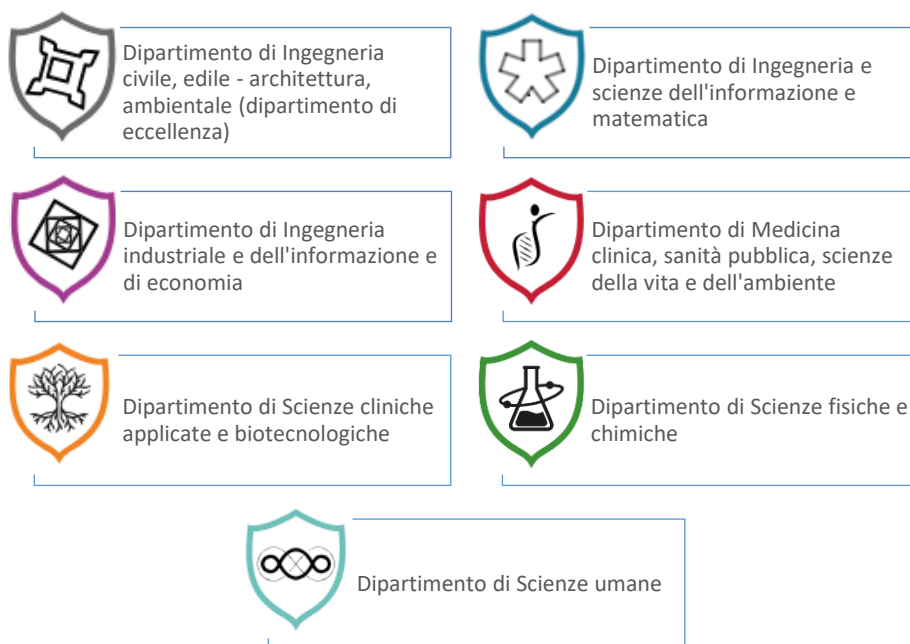 Dipartimento di Ingegneria
civile, edile - architettura,
ambientale (dipartimento di
eccellenza)
Dipartimento di Ingegneria e
scienze dell'informazione e
matematica
Dipartimento di Ingegneria
industriale e dell'informazione e
di economia
Dipartimento di Medicina
clinica, sanità pubblica, scienze
della vita e dell'ambiente
Dipartimento di Scienze cliniche
applicate e biotecnologiche
Dipartimento di Scienze fisiche e
chimiche
Dipartimento di Scienze umane